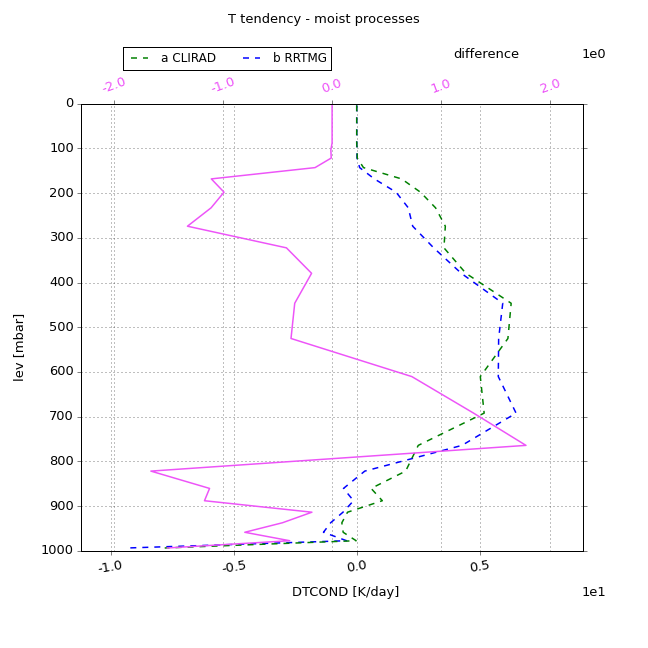 T tendency - moist processes
a CLIRAD b RRTMG
difference 1e0
-2.0 -1.0 0.0 1.0 2.0
0
100
200
300
400
500
600
700
800
900
1000
lev [mbar]
-1.0 -0.5 0.0 0.5
DTCOND [K/day] 1e1